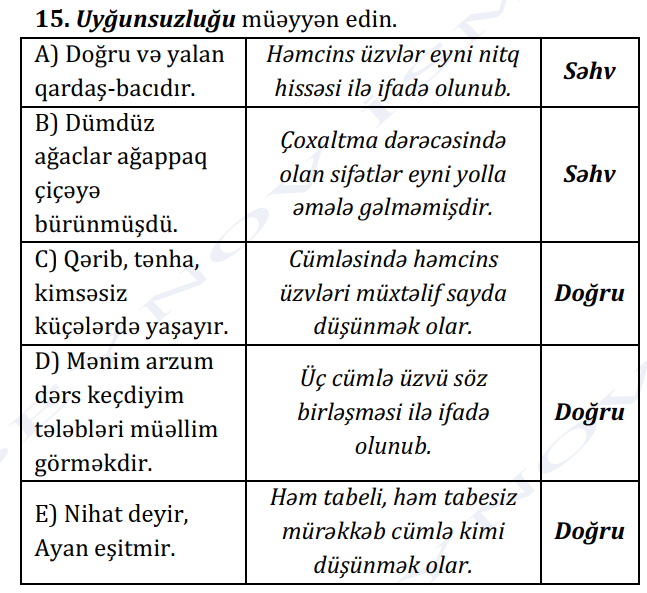 15. Uyğunsuzluğu müəyyən edin.
A) Doğru və yalan
qardaş-bacıdır.
Həmcins üzvlər eyni nitq
hissəsi ilə ifadə olunub.
Səhv
B) Dümdüz
ağaclar ağappaq
çiçəyə
bürünmüşdü.
Çoxaltma dərəcəsində
olan sifətlər eyni yolla
əmələ gəlməmişdir.
Səhv
C) Qərib, tənha,
kimsəsiz
küçələrdə yaşayır.
Cümləsində həmcins
üzvləri müxtəlif sayda
düşünmək olar.
Doğru
D) Mənim arzum
dərs keçdiyim
tələbləri müəllim
görməkdir.
Üç cümlə üzvü söz
birləşməsi ilə ifadə
olunub.
Doğru
E) Nihat deyir,
Ayan eşitmir.
Həm tabeli, həm tabesiz
mürəkkəb cümlə kimi
düşünmək olar.
Doğru